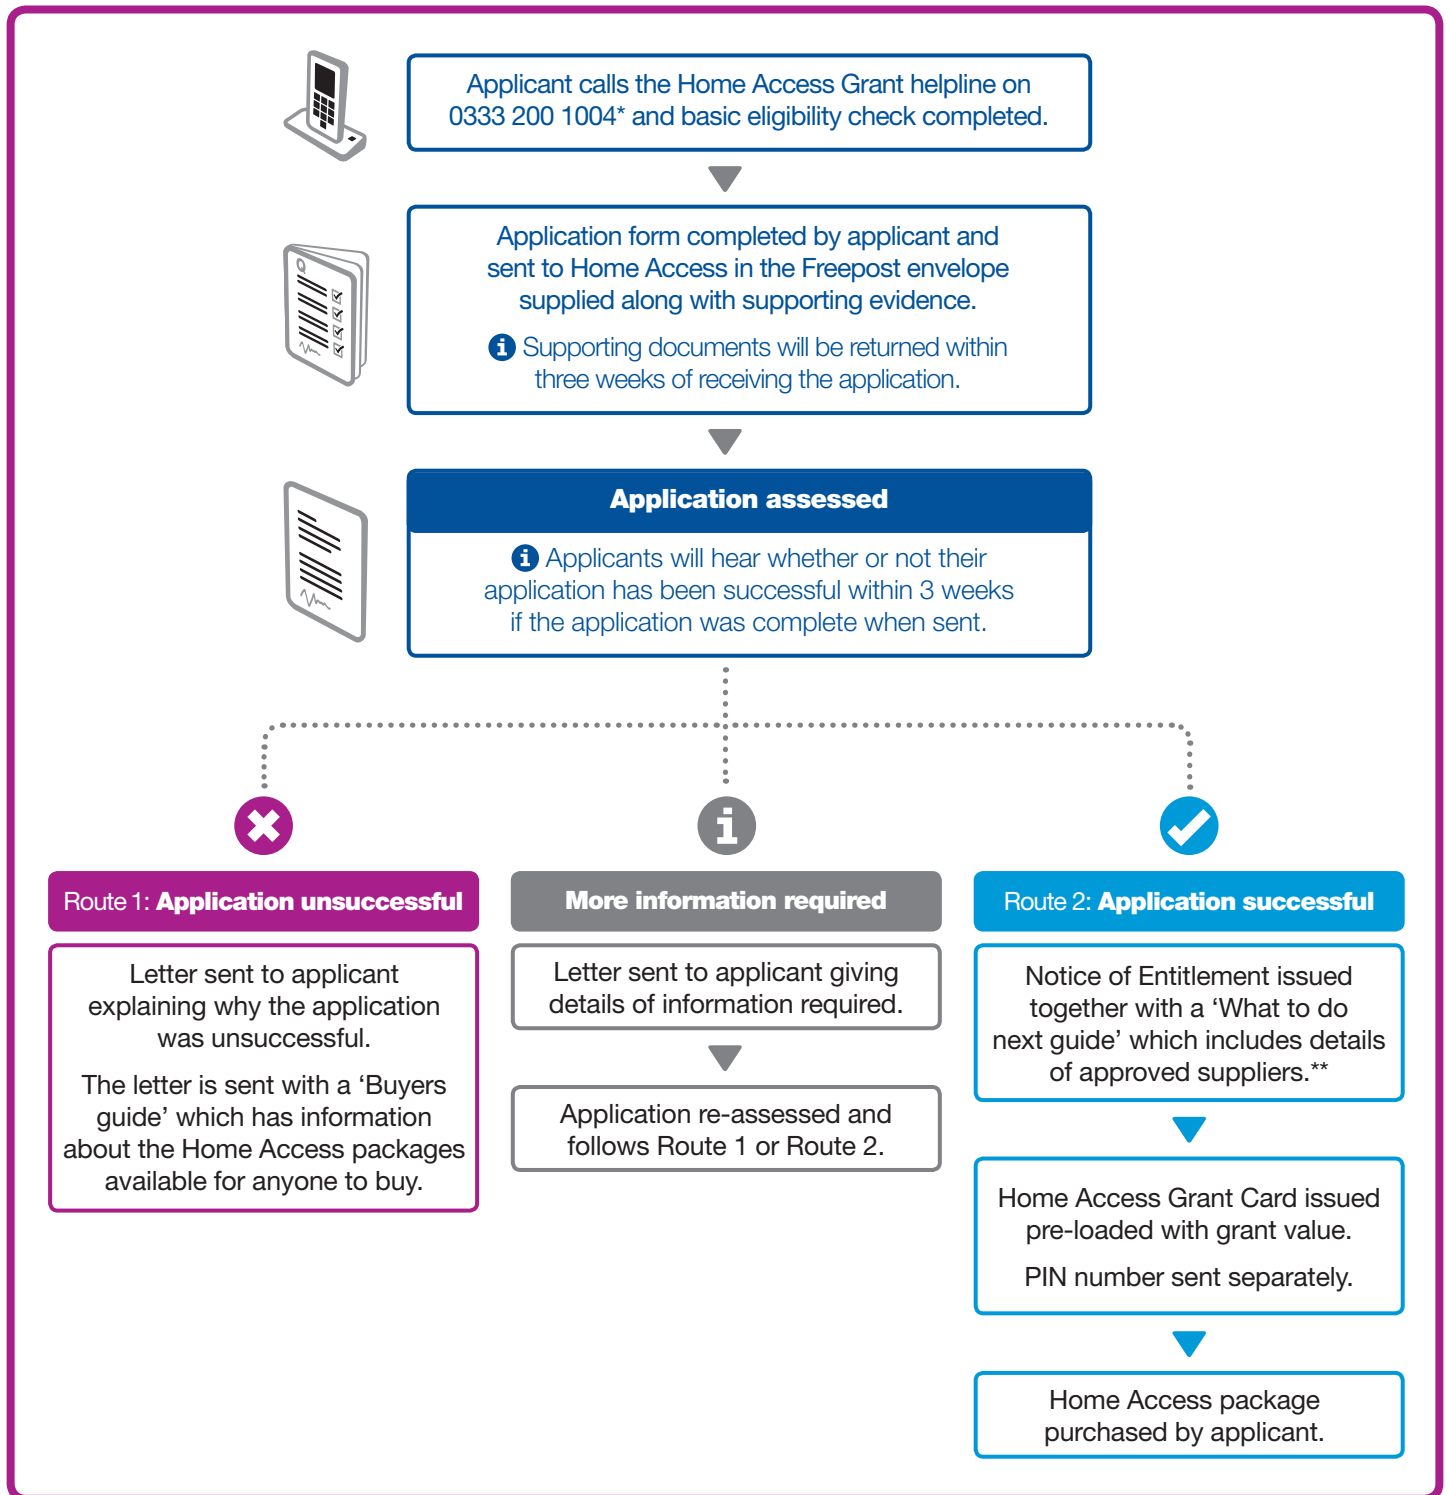 Applicant calls the Home Access Grant helpline on
0333 200 1004* and basic eligibility check completed.
Application form completed by applicant and
sent to Home Access in the Freepost envelope
supplied along with supporting evidence.
i Supporting documents will be returned within
three weeks of receiving the application.
Q
Application assessed
i Applicants will hear whether or not their
application has been successful within 3 weeks
if the application was complete when sent.
i
Route 1: Application unsuccessful
Letter sent to applicant
explaining why the application
was unsuccessful.
The letter is sent with a ‘Buyers
guide’ which has information
about the Home Access packages
available for anyone to buy.
More information required
Letter sent to applicant giving
details of information required.
Application re-assessed and
follows Route 1 or Route 2.
Route 2: Application successful
Notice of Entitlement issued
together with a ‘What to do
next guide’ which includes details
of approved suppliers.**
Home Access Grant Card issued
pre-loaded with grant value.
PIN number sent separately.
Home Access package
purchased by applicant.